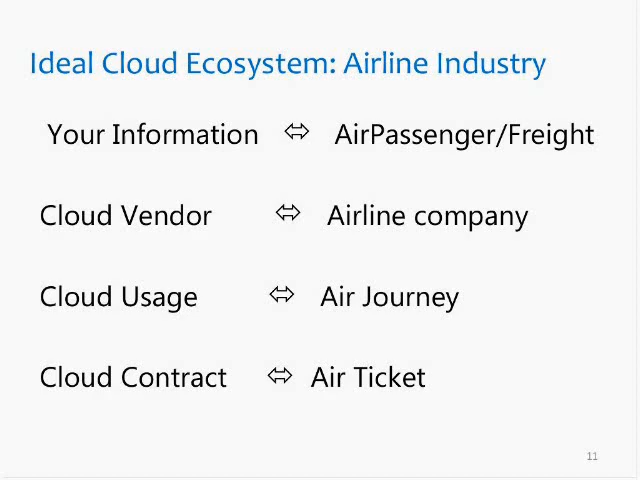 Ideal Cloud Ecosystem: Airline Industry
Your Information ⬄ AirPassenger/Freight
Cloud Vendor ⬄ Airline company
Cloud Usage ⬄ Air Journey
Cloud Contract ⬄ Air Ticket
11